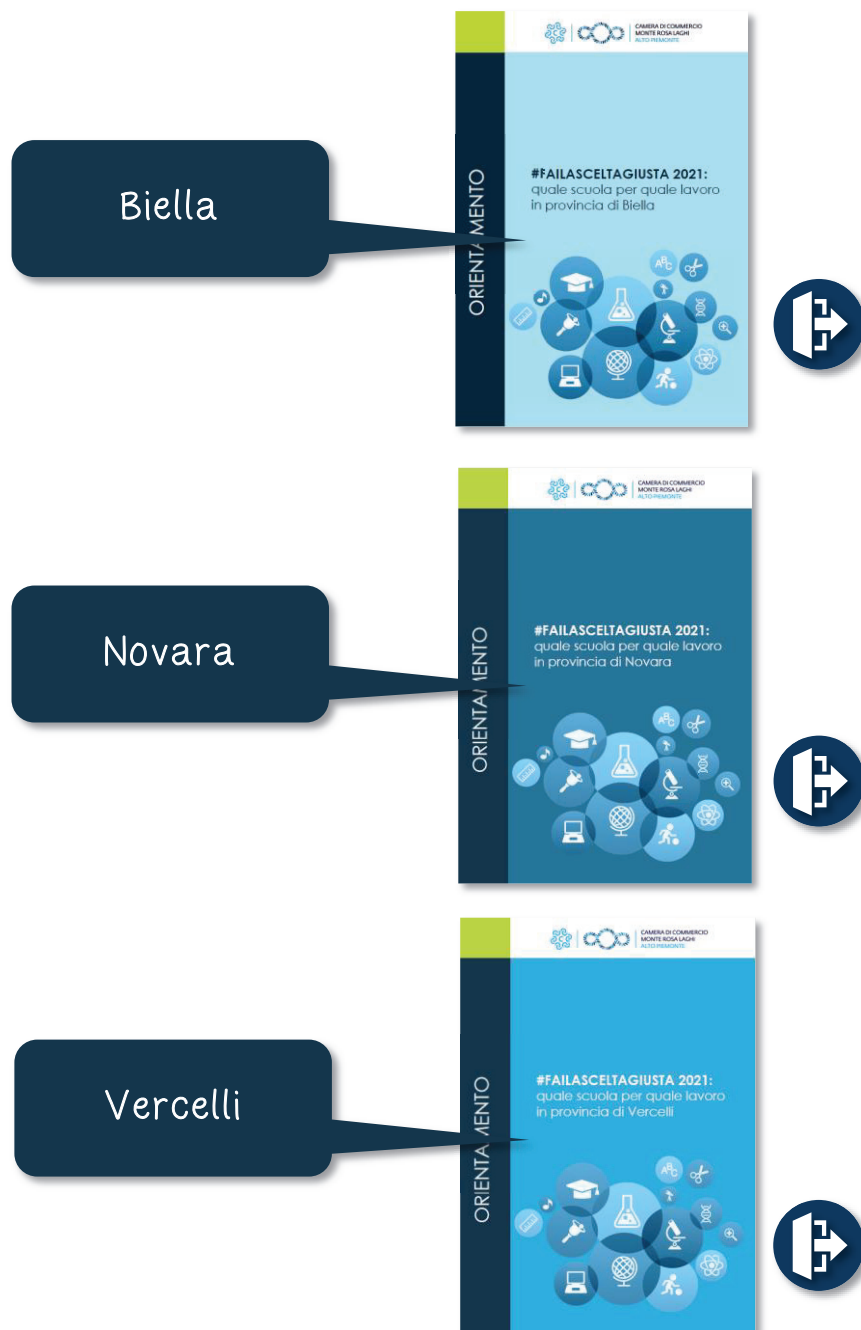 CAMERA DI COMMERCIO
MONTE ROSA LAGHI
ALTO PIEMONTE
Biella
ORIENTAMENTO
#FAILASCELTAGIUSTA 2021:
quale scuola per quale lavoro
in provincia di Biella
ABC
CAMERA DI COMMERCIO
MONTE ROSA LAGHI
ALTO PIEMONTE
Novara
ORIENTAMENTO
#FAILASCELTAGIUSTA 2021:
quale scuola per quale lavoro
in provincia di Novara
ABC
CAMERA DI COMMERCIO
MONTE ROSA LAGHI
ALTO PIEMONTE
Vercelli
ORIENTAMENTO
#FAILASCELTAGIUSTA 2021:
quale scuola per quale lavoro
in provincia di Vercelli
ABC